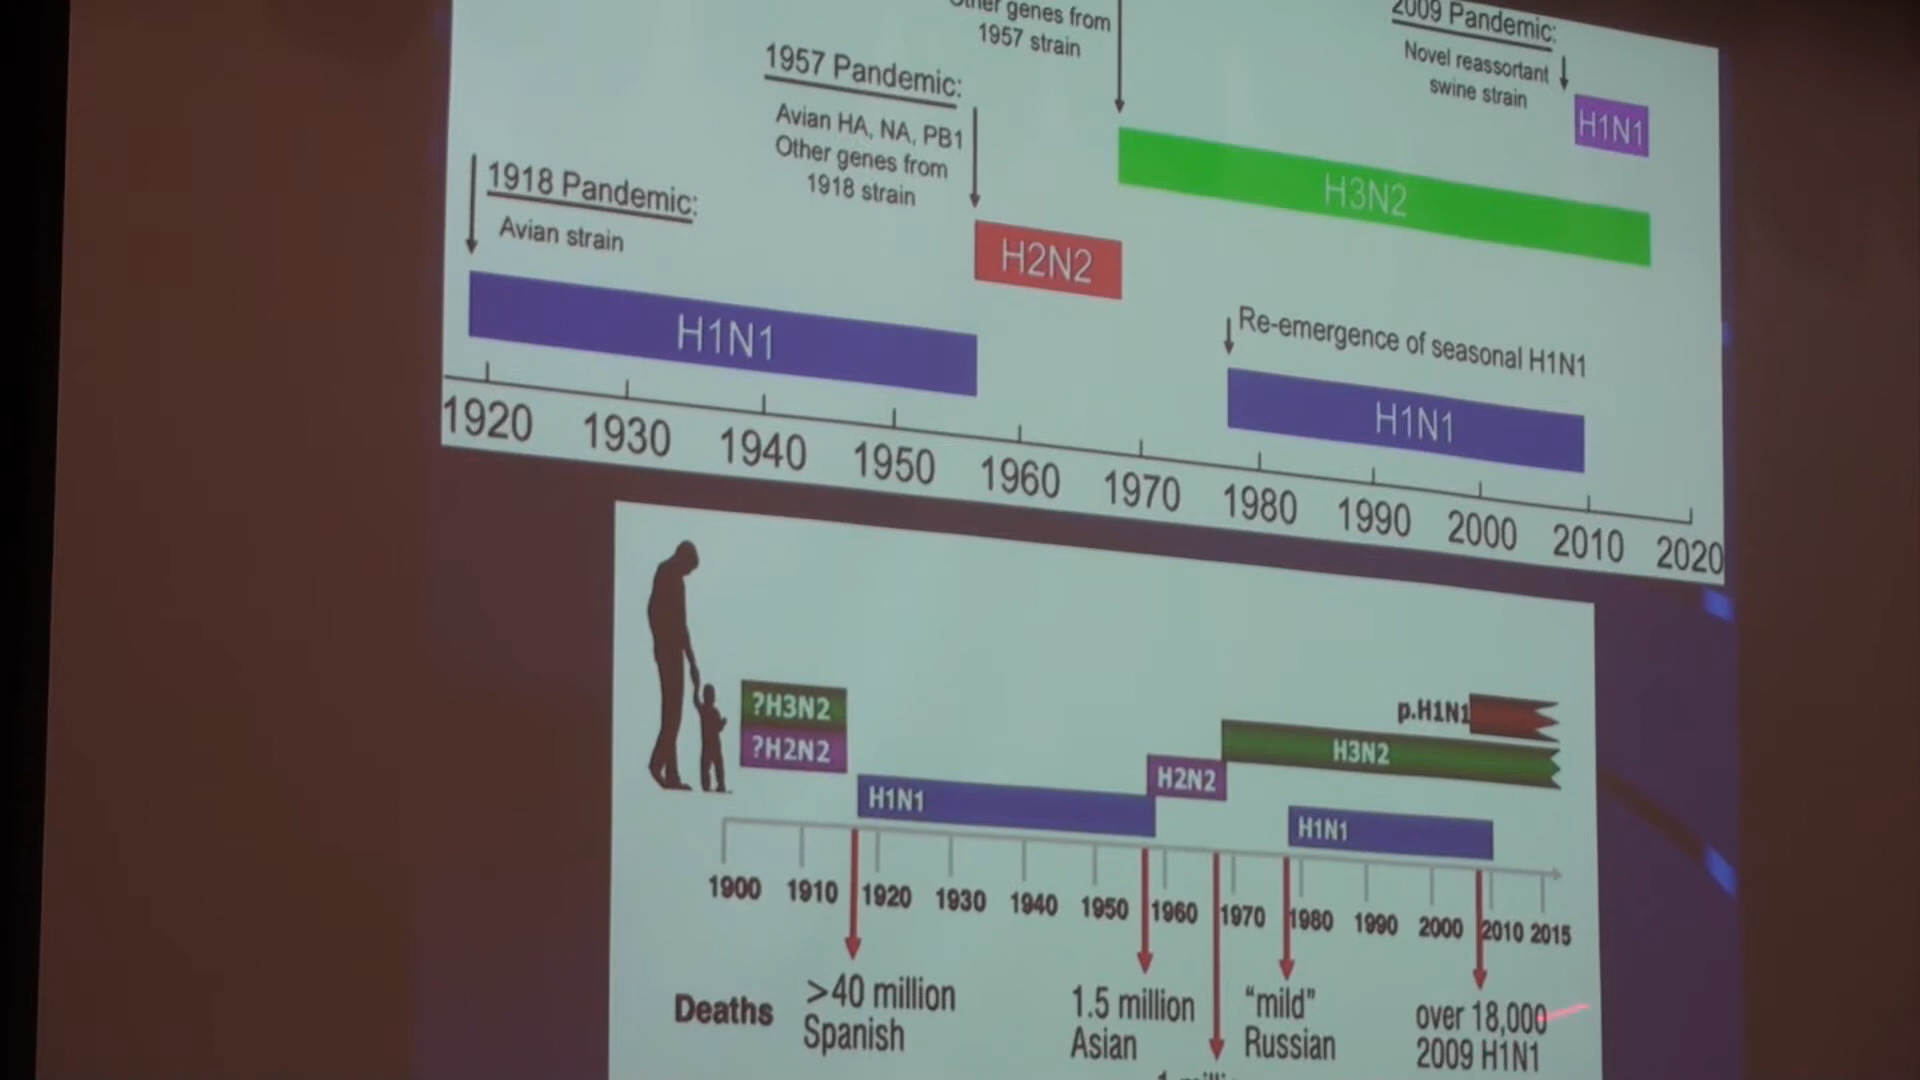 Other genes from
1957 strain
2009 Pandemic:
Novel reassortant
swine strain
H1N1
1957 Pandemic:
Avian HA, NA, PB1
Other genes from
1918 strain
H3N2
1918 Pandemic:
Avian strain
H2N2
Re-emergence of seasonal H1N1
H1N1
H1N1
1920 1930 1940 1950 1960 1970 1980 1990 2000 2010 2020
?H3N2
?H2N2
p.H1N1
H3N2
H2N2
H1N1
H1N1
1900 1910 1920 1930 1940 1950 1960 1970 1980 1990 2000 2010 2015
Deaths
>40 million
Spanish
1.5 million
Asian
“mild”
Russian
over 18,000
2009 H1N1